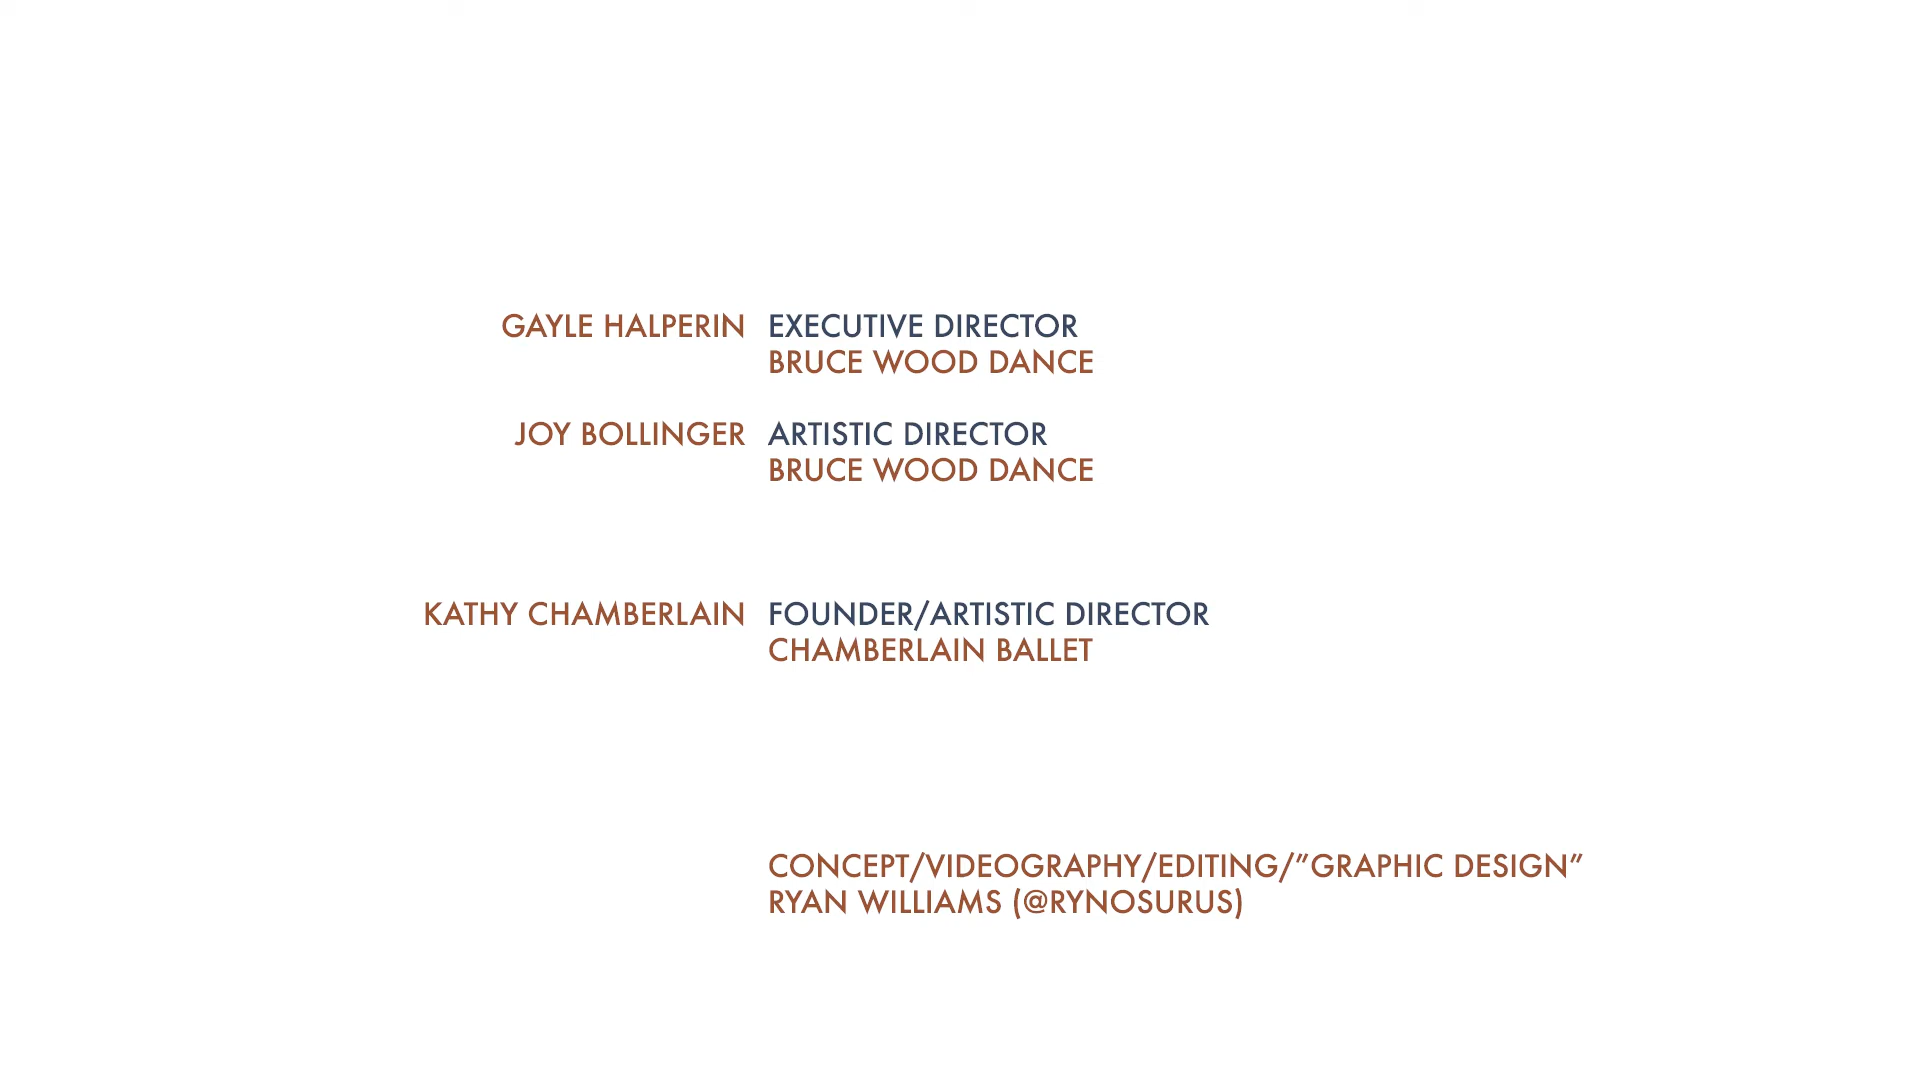 GAYLE HALPERIN EXECUTIVE DIRECTOR
BRUCE WOOD DANCE
JOY BOLLINGER ARTISTIC DIRECTOR
BRUCE WOOD DANCE
KATHY CHAMBERLAIN FOUNDER/ARTISTIC DIRECTOR
CHAMBERLAIN BALLET
CONCEPT/VIDEOGRAPHY/EDITING/”GRAPHIC DESIGN”
RYAN WILLIAMS (@RYNOSURUS)